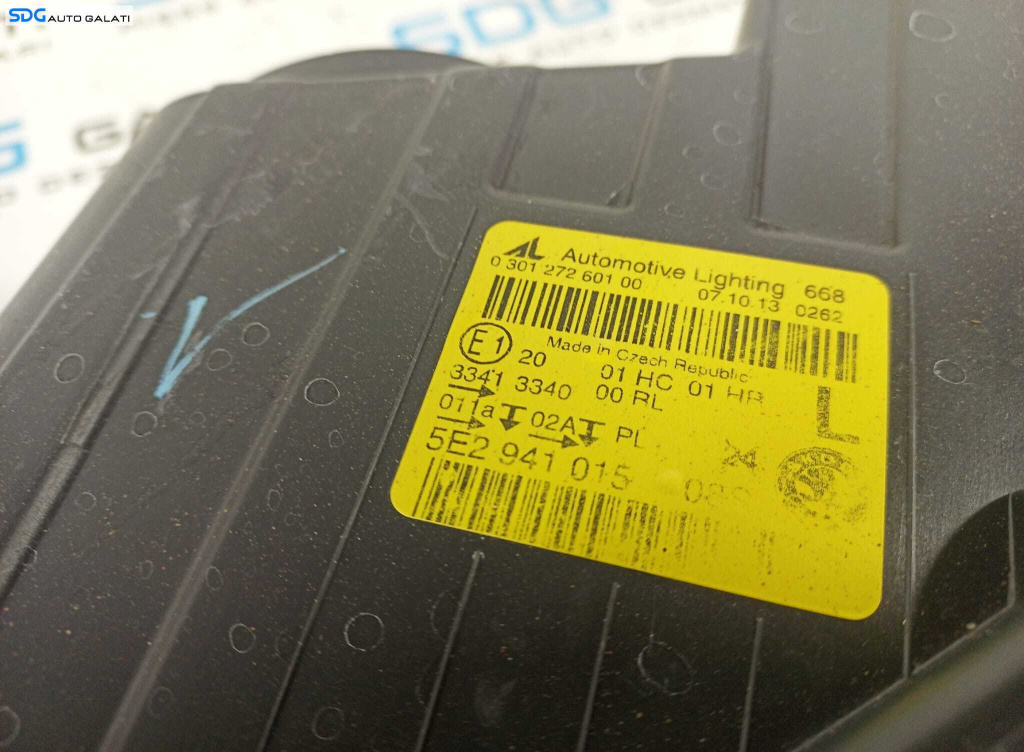 SDG AUTO GALATI
AL Automotive Lighting 668
0 301 272 601 00 07.10.13 0262
Made in Czech Republic
E1 20 01 HC 01 HR
3341 3340 00 RL
011a 02A PL
L
5E2 941 015